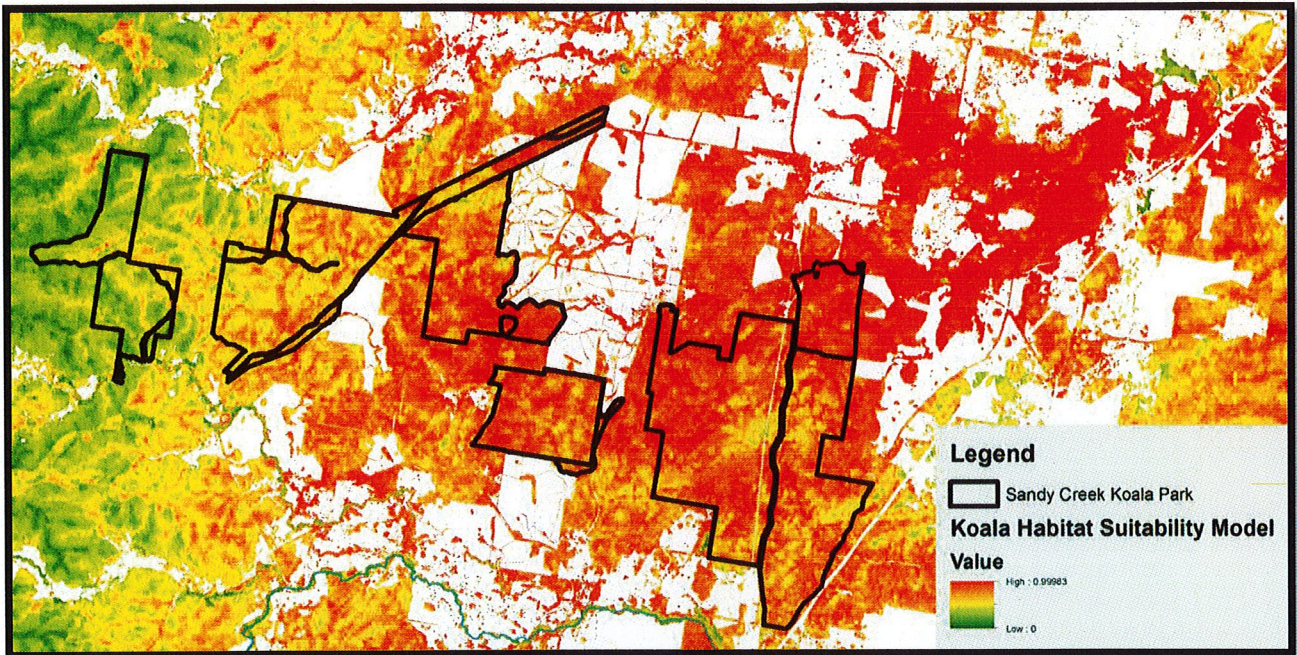 Legend
Sandy Creek Koala Park
Koala Habitat Suitability Model
Value
High : 0.99983
Low : 0